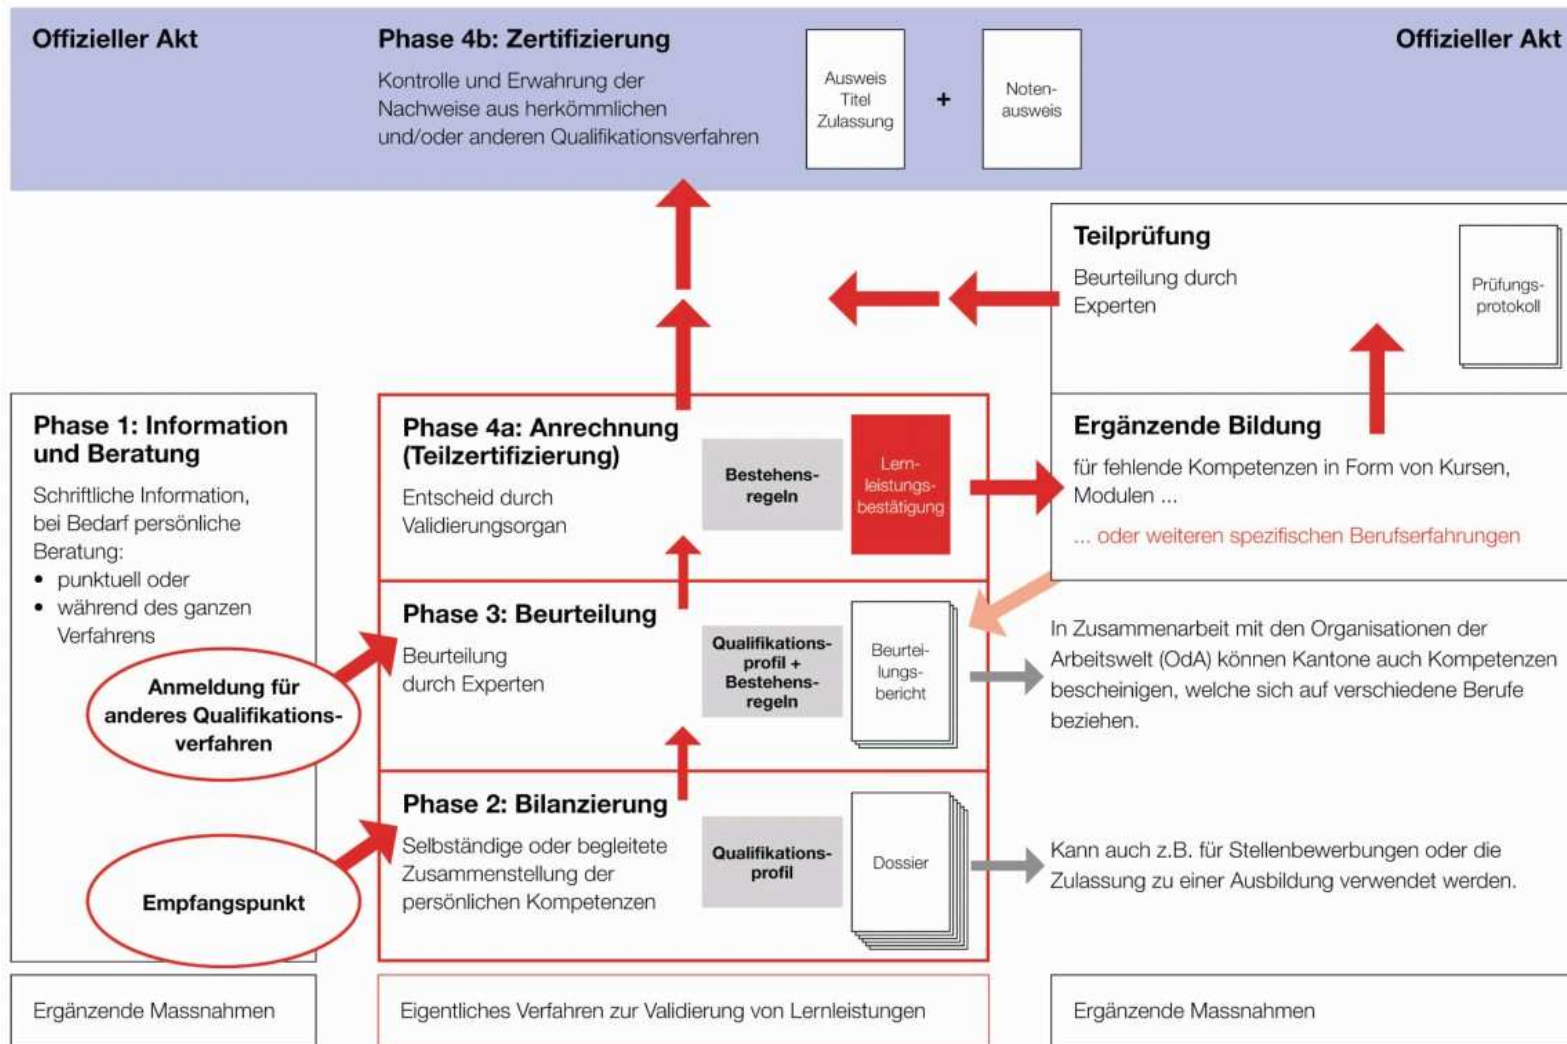 Offizieller Akt
Phase 4b: Zertifizierung
Kontrolle und Erwahrung der
Nachweise aus herkömmlichen
und/oder anderen Qualifikationsverfahren
Ausweis
Titel
Zulassung
+
Noten-
ausweis
Offizieller Akt
Teilprüfung
Beurteilung durch
Experten
Prüfungs-
protokoll
Phase 1: Information
und Beratung
Schriftliche Information,
bei Bedarf persönliche
Beratung:
• punktuell oder
• während des ganzen
Verfahrens
Anmeldung für
anderes Qualifikations-
verfahren
Empfangspunkt
Phase 4a: Anrechnung
(Teilzertifizierung)
Entscheid durch
Validierungsorgan
Bestehens-
regeln
Lern-
leistungs-
bestätigung
Ergänzende Bildung
für fehlende Kompetenzen in Form von Kursen,
Modulen ...
... oder weiteren spezifischen Berufserfahrungen
Phase 3: Beurteilung
Beurteilung
durch Experten
Qualifikations-
profil +
Bestehens-
regeln
Beurtei-
lungs-
bericht
In Zusammenarbeit mit den Organisationen der
Arbeitswelt (OdA) können Kantone auch Kompetenzen
bescheinigen, welche sich auf verschiedene Berufe
beziehen.
Phase 2: Bilanzierung
Selbständige oder begleitete
Zusammenstellung der
persönlichen Kompetenzen
Qualifikations-
profil
Dossier
Kann auch z.B. für Stellenbewerbungen oder die
Zulassung zu einer Ausbildung verwendet werden.
Ergänzende Massnahmen
Eigentliches Verfahren zur Validierung von Lernleistungen
Ergänzende Massnahmen